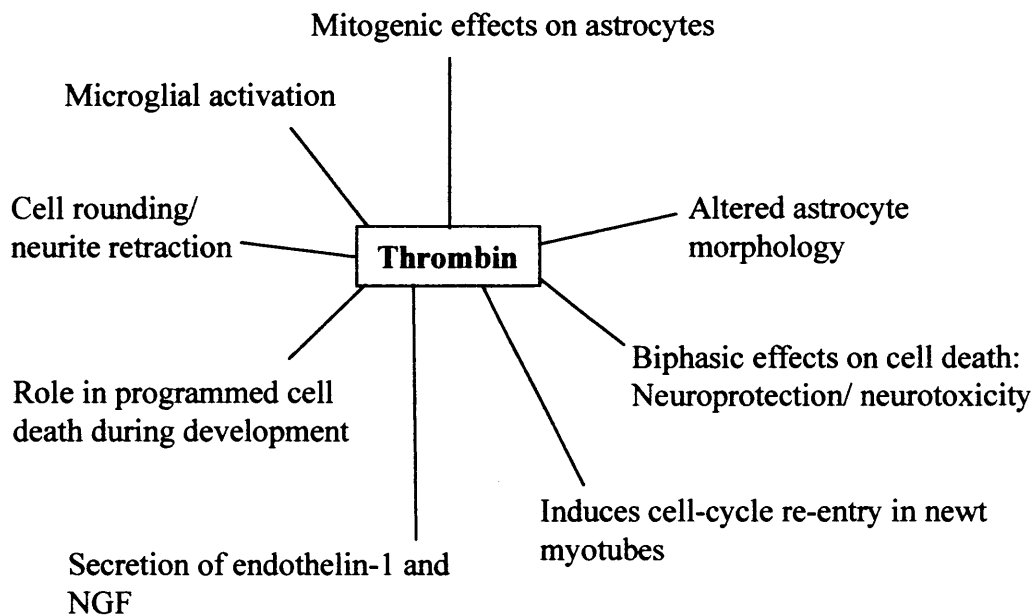 Mitogenic effects on astrocytes
Microglial activation
Cell rounding/
neurite retraction
Altered astrocyte
morphology
Thrombin
Biphasic effects on cell death:
Neuroprotection/ neurotoxicity
Role in programmed cell
death during development
Induces cell-cycle re-entry in newt
myotubes
Secretion of endothelin-1 and
NGF